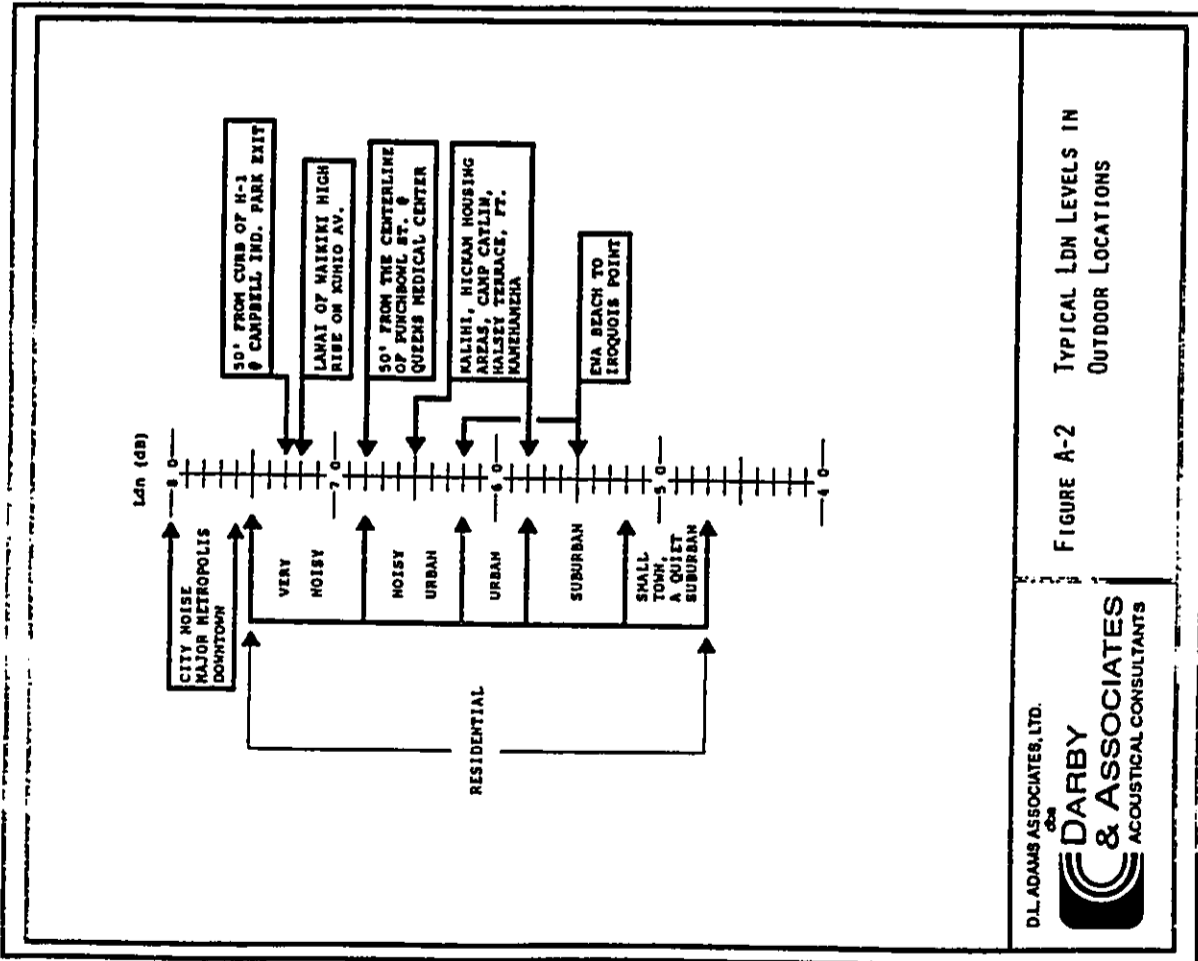 Ldn (dB)
80
70
60
50
40
CITY NOISE
MAJOR METROPOLIS
DOWNTOWN
VERY
NOISY
NOISY
URBAN
URBAN
SUBURBAN
SMALL
TOWN,
A QUIET
SUBURBAN
RESIDENTIAL
50' FROM CURB OF H-1
@ CAMPBELL IND. PARK EXIT
LANAI OF WAIKIKI HIGH
RISE ON KUHIO AV.
50' FROM THE CENTERLINE
OF PUNCHBOWL ST. @
QUEENS MEDICAL CENTER
KALIHI, HICKAM HOUSING
AREAS, CAMP CATLIN,
HALSEY TERRACE, FT.
KAMEHAMEHA
EWA BEACH TO
IROQUOIS POINT
D.L. ADAMS ASSOCIATES, LTD.
dba
DARBY
& ASSOCIATES
ACOUSTICAL CONSULTANTS
FIGURE A-2 TYPICAL LDN LEVELS IN
OUTDOOR LOCATIONS